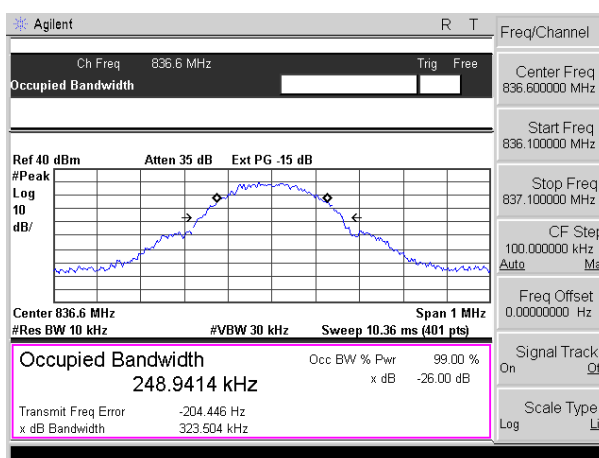 Agilent R T
Ch Freq 836.6 MHz Trig Free
Occupied Bandwidth
Ref 40 dBm Atten 35 dB Ext PG -15 dB
#Peak
Log
10
dB/
Center 836.6 MHz Span 1 MHz
#Res BW 10 kHz #VBW 30 kHz Sweep 10.36 ms (401 pts)
Occupied Bandwidth Occ BW % Pwr 99.00 %
248.9414 kHz x dB -26.00 dB
Transmit Freq Error -204.446 Hz
x dB Bandwidth 323.504 kHz
Freq/Channel
Center Freq
836.600000 MHz
Start Freq
836.100000 MHz
Stop Freq
837.100000 MHz
CF Step
100.000000 kHz
Auto Ma
Freq Offset
0.00000000 Hz
Signal Track
On Of
Scale Type
Log Li